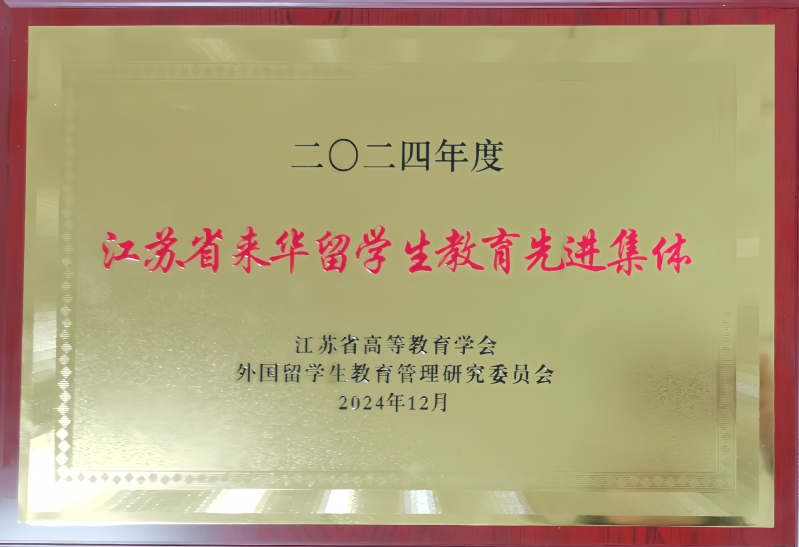 二〇二四年度
江苏省来华留学生教育先进集体
江苏省高等教育学会
外国留学生教育管理研究委员会
2024年12月